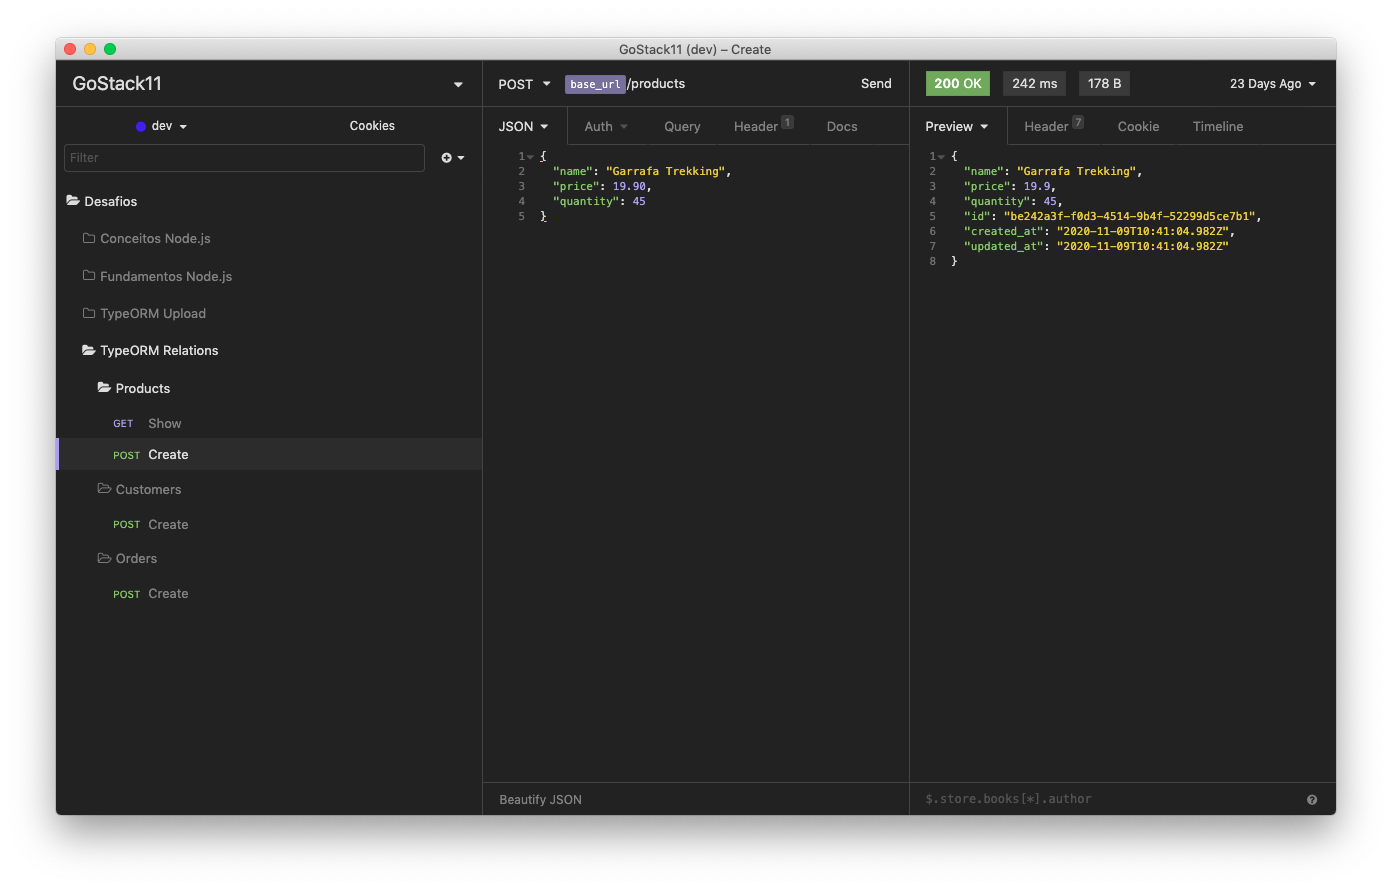 GoStack11 (dev) – Create
GoStack11
dev
Cookies
Filter
Desafios
Conceitos Node.js
Fundamentos Node.js
TypeORM Upload
TypeORM Relations
Products
GET Show
POST Create
Customers
POST Create
Orders
POST Create
POST base_url/products Send
JSON Auth Query Header 1 Docs
1 {
2 "name": "Garrafa Trekking",
3 "price": 19.90,
4 "quantity": 45
5 }
Beautify JSON
200 OK 242 ms 178 B 23 Days Ago
Preview Header 7 Cookie Timeline
1 {
2 "name": "Garrafa Trekking",
3 "price": 19.9,
4 "quantity": 45,
5 "id": "be242a3f-f0d3-4514-9b4f-52299d5ce7b1",
6 "created_at": "2020-11-09T10:41:04.982Z",
7 "updated_at": "2020-11-09T10:41:04.982Z"
8 }
$.store.books[*].author